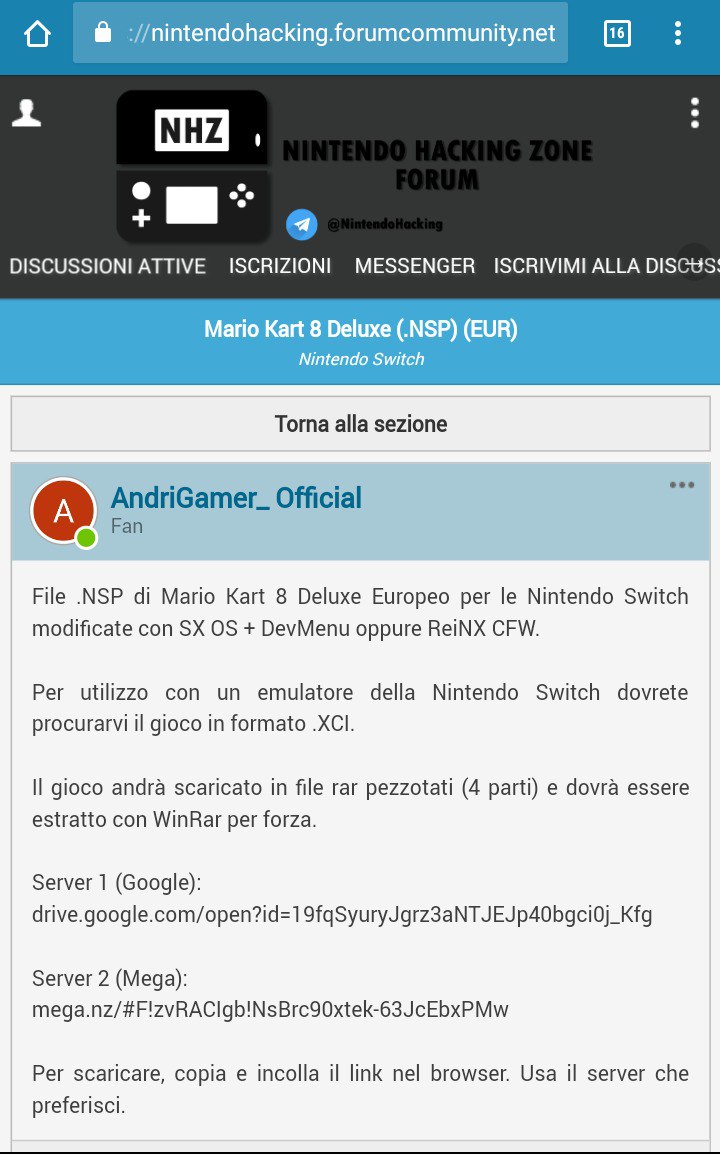 ://nintendohacking.forumcommunity.net
16
NHZ
NINTENDO HACKING ZONE
FORUM
@NintendoHacking
DISCUSSIONI ATTIVE ISCRIZIONI MESSENGER ISCRIVIMI ALLA DISCUSS
Mario Kart 8 Deluxe (.NSP) (EUR)
Nintendo Switch
Torna alla sezione
A
AndriGamer_ Official
Fan
File .NSP di Mario Kart 8 Deluxe Europeo per le Nintendo Switch
modificate con SX OS + DevMenu oppure ReiNX CFW.
Per utilizzo con un emulatore della Nintendo Switch dovrete
procurarvi il gioco in formato .XCI.
Il gioco andrà scaricato in file rar pezzotati (4 parti) e dovrà essere
estratto con WinRar per forza.
Server 1 (Google):
drive.google.com/open?id=19fqSyuryJgrz3aNTJEJp40bgci0j_Kfg
Server 2 (Mega):
mega.nz/#F!zvRACIgb!NsBrc90xtek-63JcEbxPMw
Per scaricare, copia e incolla il link nel browser. Usa il server che
preferisci.